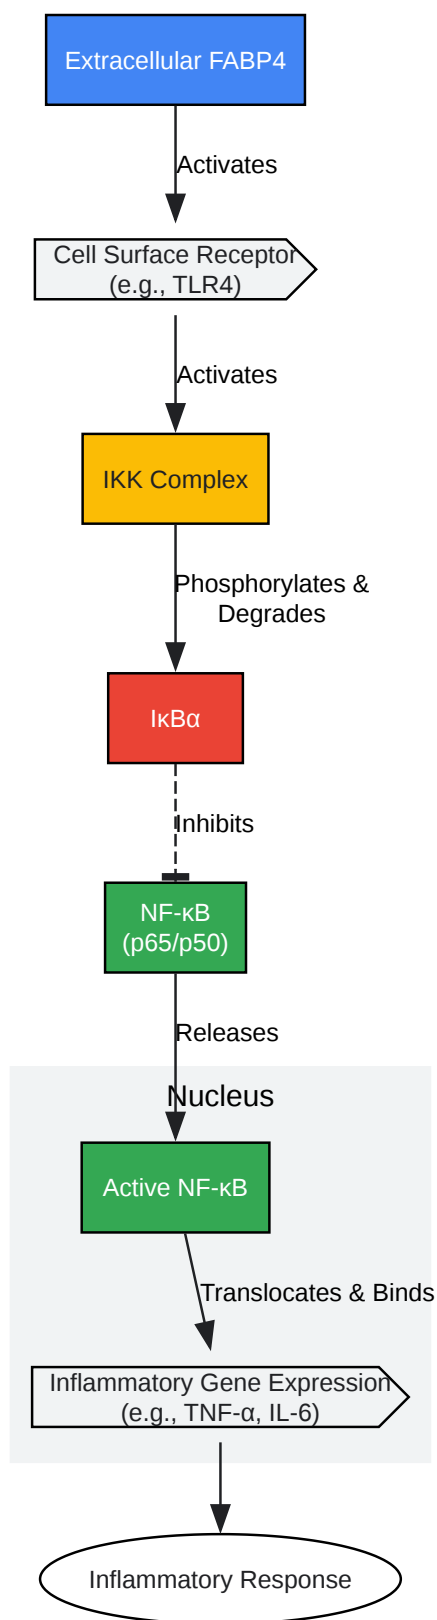 Extracellular FABP4
Activates
Cell Surface Receptor
(e.g., TLR4)
Activates
IKK Complex
Phosphorylates &
Degrades
IκBα
Inhibits
NF-κB
(p65/p50)
Releases
Nucleus
Active NF-κB
Translocates & Binds
Inflammatory Gene Expression
(e.g., TNF-α, IL-6)
Inflammatory Response